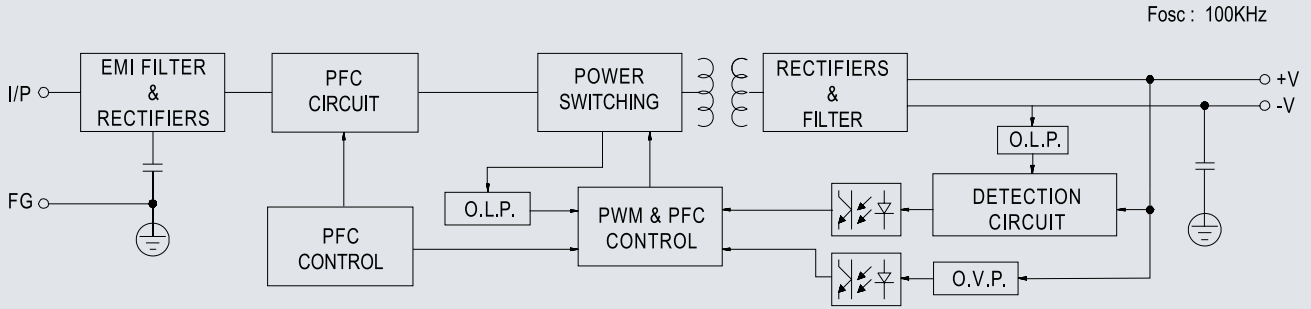 Fosc : 100KHz
I/P
EMI FILTER
&
RECTIFIERS
PFC
CIRCUIT
POWER
SWITCHING
RECTIFIERS
&
FILTER
+V
-V
O.L.P.
FG
O.L.P.
PFC
CONTROL
PWM & PFC
CONTROL
DETECTION
CIRCUIT
O.V.P.